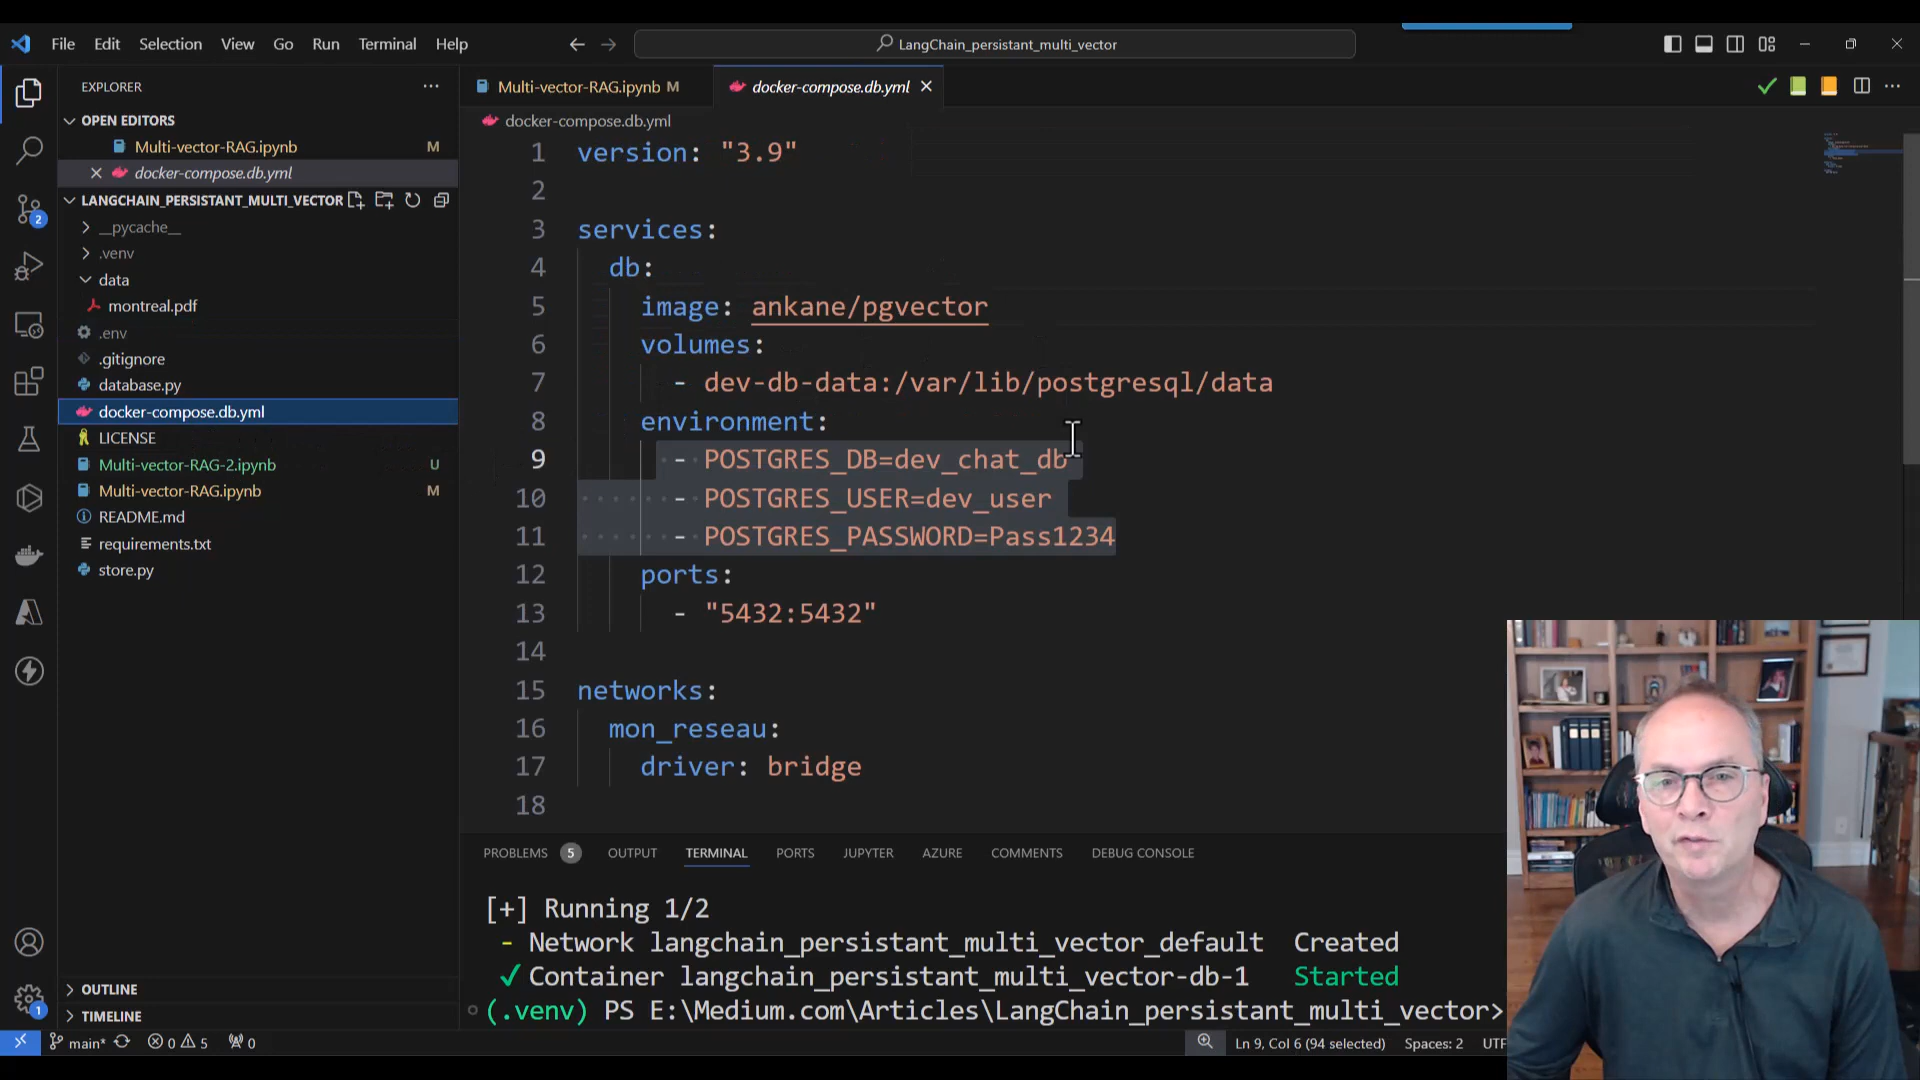 File Edit Selection View Go Run Terminal Help
LangChain_persistant_multi_vector
EXPLORER
OPEN EDITORS
Multi-vector-RAG.ipynb M
docker-compose.db.yml
LANGCHAIN_PERSISTANT_MULTI_VECTOR
__pycache__
.venv
data
montreal.pdf
.env
.gitignore
database.py
docker-compose.db.yml
LICENSE
Multi-vector-RAG-2.ipynb U
Multi-vector-RAG.ipynb M
README.md
requirements.txt
store.py
OUTLINE
TIMELINE
2
1
Multi-vector-RAG.ipynb M
docker-compose.db.yml
docker-compose.db.yml
1 version: "3.9"
2
3 services:
4 db:
5 image: ankane/pgvector
6 volumes:
7 - dev-db-data:/var/lib/postgresql/data
8 environment:
9 - POSTGRES_DB=dev_chat_db
10 - POSTGRES_USER=dev_user
11 - POSTGRES_PASSWORD=Pass1234
12 ports:
13 - "5432:5432"
14
15 networks:
16 mon_reseau:
17 driver: bridge
18
PROBLEMS 5 OUTPUT TERMINAL PORTS JUPYTER AZURE COMMENTS DEBUG CONSOLE
[+] Running 1/2
- Network langchain_persistant_multi_vector_default Created
✓ Container langchain_persistant_multi_vector-db-1 Started
(.venv) PS E:\Medium.com\Articles\LangChain_persistant_multi_vector>
main* 0 5 0 Ln 9, Col 6 (94 selected) Spaces: 2 UTF